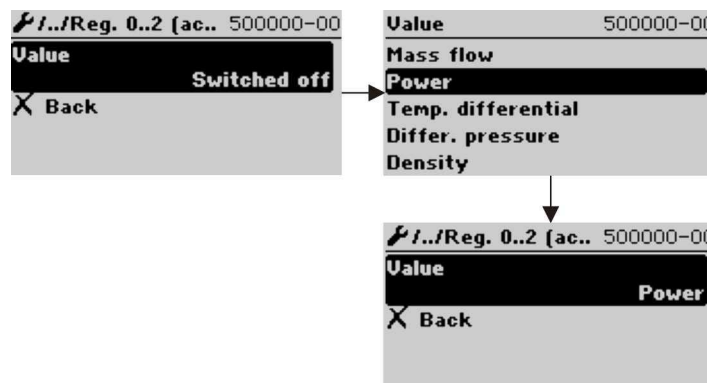 /../Reg. 0..2 (ac.. 500000-00
Value
Switched off
X Back
Value 500000-00
Mass flow
Power
Temp. differential
Differ. pressure
Density
/../Reg. 0..2 (ac.. 500000-00
Value
Power
X Back